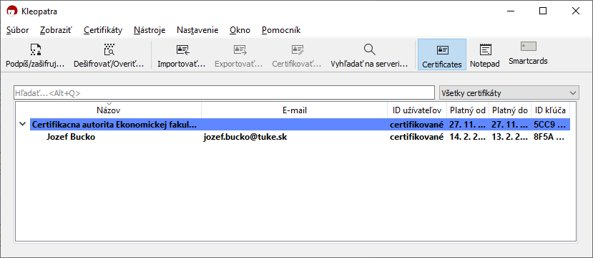 Kleopatra
Súbor Zobraziť Certifikáty Nástroje Nastavenie Okno Pomocník
Podpíš/zašifruj... Dešifrovať/Overiť... Importovať... Exportovať... Certifikovať... Vyhľadať na serveri... Certificates Notepad Smartcards
Hľadať...<Alt+Q> Všetky certifikáty
Názov E-mail ID užívateľov Platný od Platný do ID kľúča
Certifikacna autorita Ekonomickej fakul... certifikované 27. 11. ... 27. 11. ... 5CC9 ...
Jozef Bucko jozef.bucko@tuke.sk certifikované 14. 2. 2... 13. 2. 2... 8F5A ...